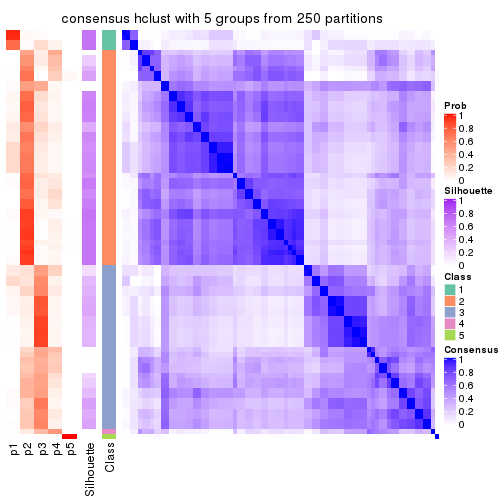 consensus hclust with 5 groups from 250 partitions
Prob
1
0.8
0.6
0.4
0.2
0
Silhouette
1
0.8
0.6
0.4
0.2
0
Class
1
2
3
4
5
Consensus
1
0.8
0.6
0.4
0.2
0
p1
p2
p3
p4
p5
Silhouette
Class